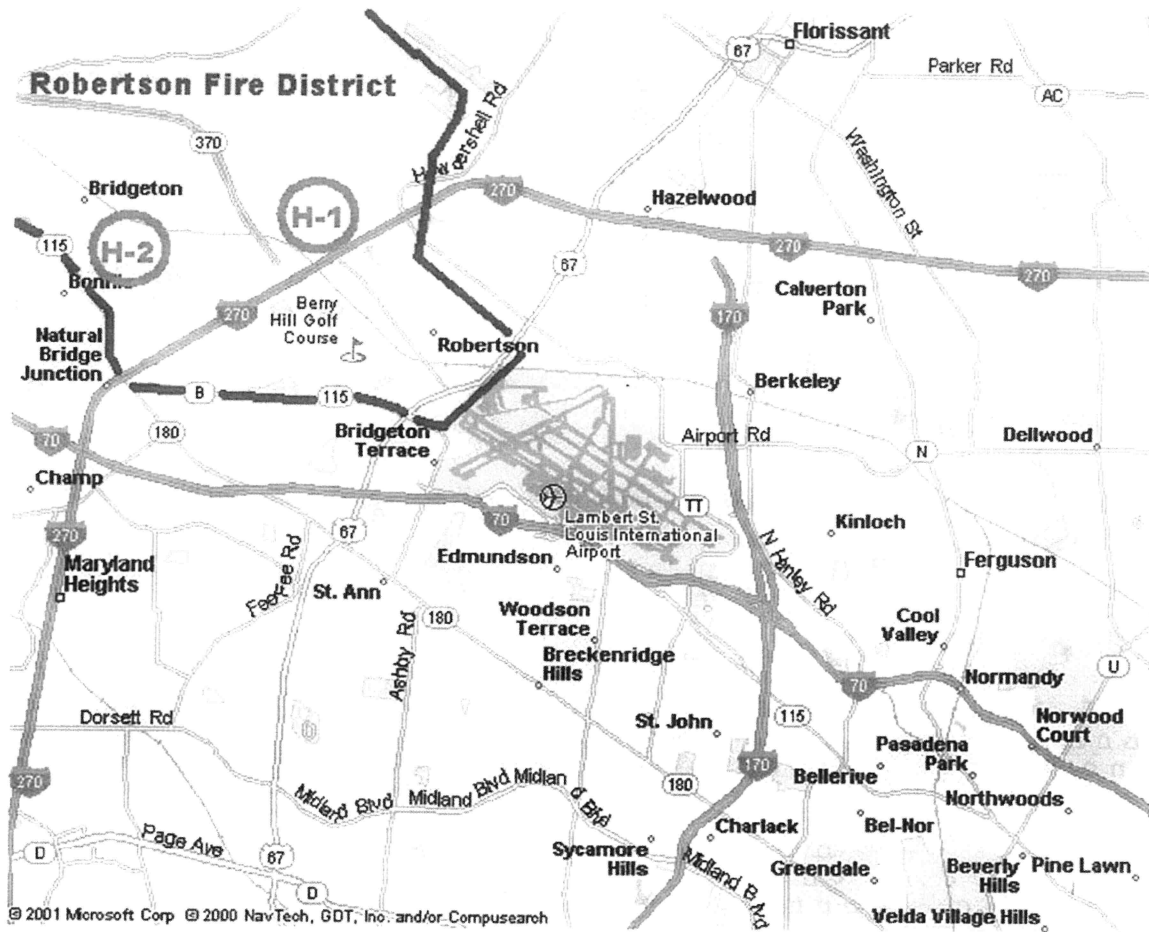 Florissant
67
Parker Rd
Robertson Fire District
AC
Howdershell Rd
370
Washington St
Bridgeton
H-1
270
Hazelwood
115
H-2
270
67
270
Bonnie
Calverton
Park
270
Berry
Hill Golf
Course
170
Natural
Bridge
Junction
Robertson
Berkeley
B
115
70
180
Bridgeton
Terrace
Airport Rd
N
Dellwood
Champ
TT
70
Lambert St.
Louis International
Airport
Kinloch
270
67
Maryland
Heights
Fee Fee Rd
St. Ann
Edmundson
N Hanley Rd
Ferguson
Ashby Rd
180
Woodson
Terrace
Cool
Valley
Breckenridge
Hills
U
70
Normandy
Dorsett Rd
St. John
115
Norwood
Court
Pasadena
Park
270
170
Bellerive
Midland Blvd
Midland Blvd
Midland Blvd
180
Northwoods
Page Ave
D
67
Sycamore
Hills
Charlack
Bel-Nor
Midland Blvd
Greendale
Beverly
Hills
Pine Lawn
D
Velda Village Hills
© 2001 Microsoft Corp © 2000 NavTech, GDT, Inc. and/or Compusearch